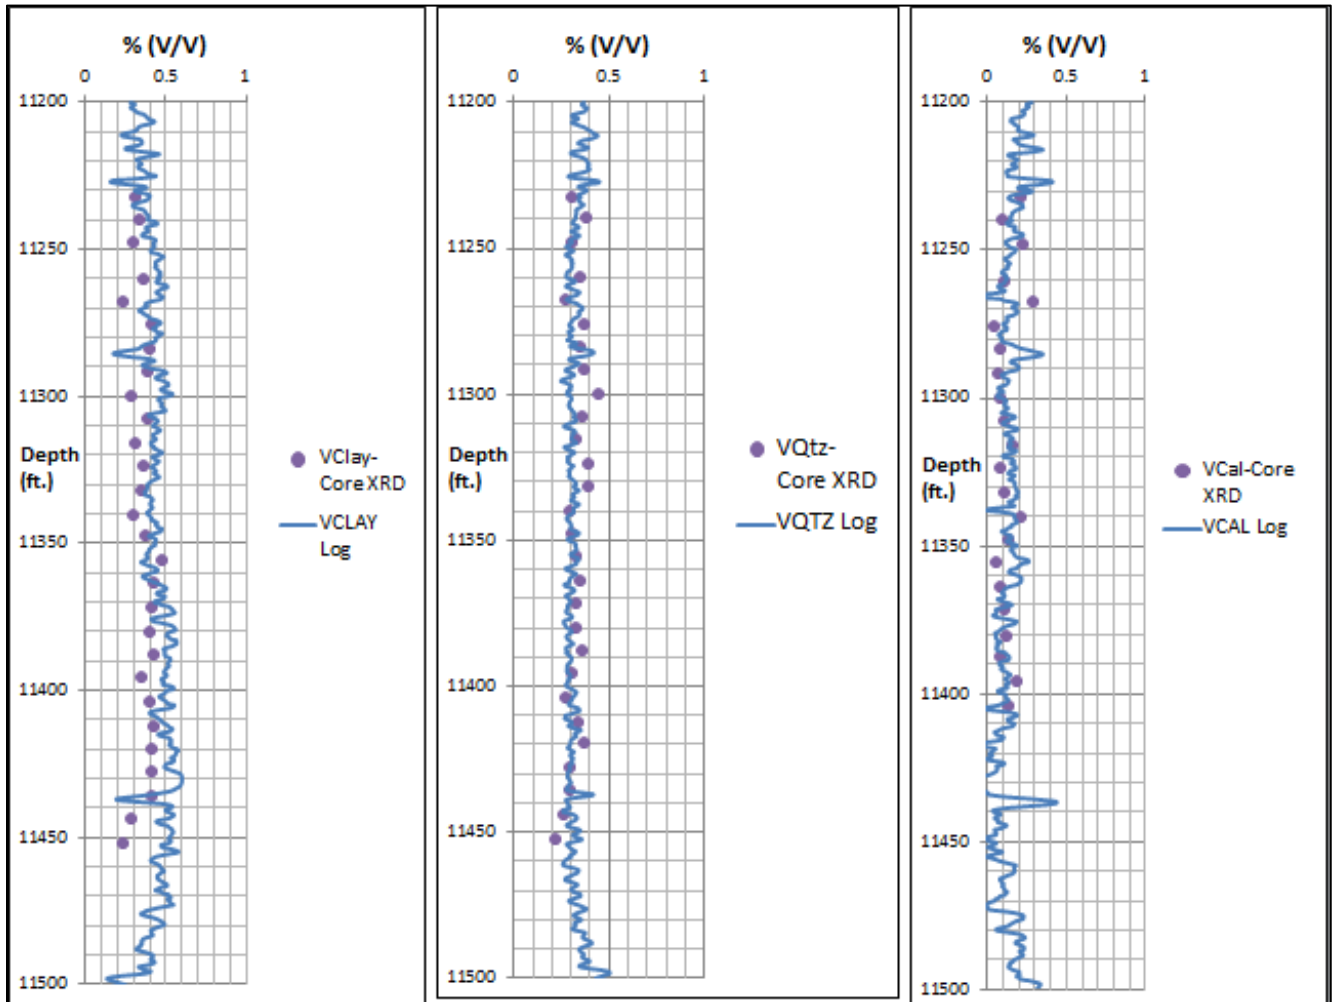 % (V/V)
0 0.5 1
11200
11250
11300
Depth
(ft.)
11350
11400
11450
11500
VClay-
Core XRD
VCLAY
Log
% (V/V)
0 0.5 1
11200
11250
11300
Depth
(ft.)
11350
11400
11450
11500
VQtz-
Core XRD
VQTZ Log
% (V/V)
0 0.5 1
11200
11250
11300
Depth
(ft.)
11350
11400
11450
11500
VCal-Core
XRD
VCAL Log